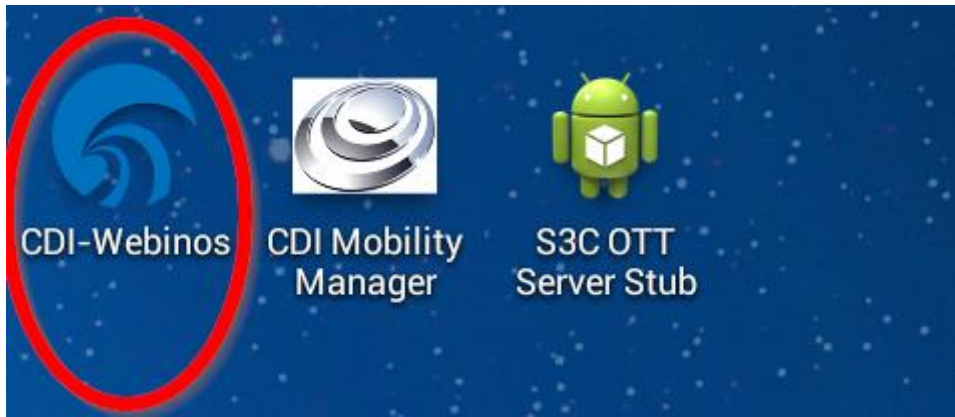 CDI-Webinos
CDI Mobility
Manager
S3C OTT
Server Stub